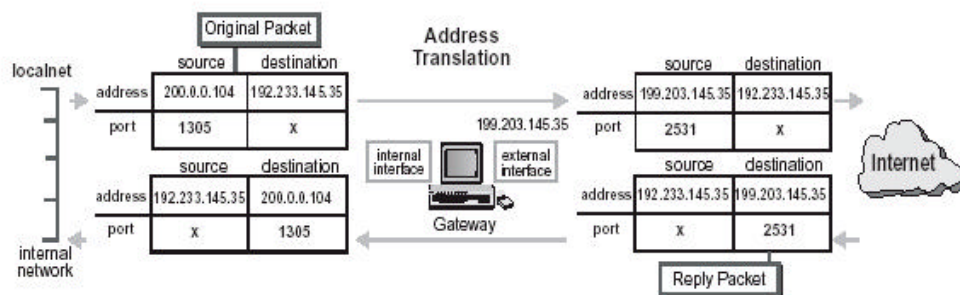 Original Packet
Address
Translation
localnet
source destination
address 200.0.0.104 192.233.145.35
port 1305 x
source destination
address 199.203.145.35 192.233.145.35
port 2531 x
199.203.145.35
internal
interface
external
interface
Gateway
Internet
source destination
address 192.233.145.35 200.0.0.104
port x 1305
source destination
address 192.233.145.35 199.203.145.35
port x 2531
internal
network
Reply Packet